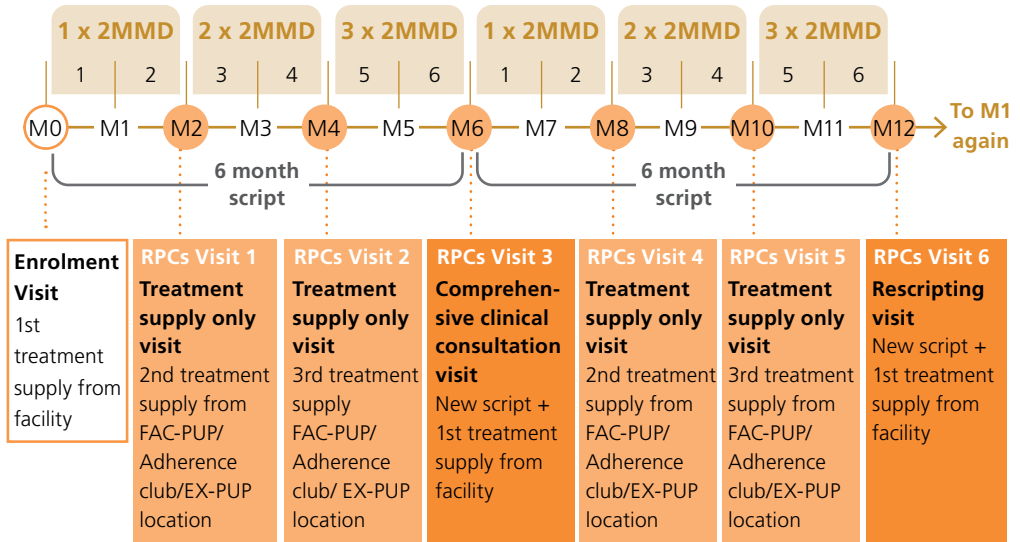 1 x 2MMD
2 x 2MMD
3 x 2MMD
1 x 2MMD
2 x 2MMD
3 x 2MMD
1 2 3 4 5 6 1 2 3 4 5 6
M0 M1 M2 M3 M4 M5 M6 M7 M8 M9 M10 M11 M12
To M1
again
6 month
script
6 month
script
Enrolment
Visit
1st
treatment
supply from
facility
RPCs Visit 1
Treatment
supply only
visit
2nd treatment
supply from
FAC-PUP/
Adherence
club/EX-PUP
location
RPCs Visit 2
Treatment
supply only
visit
3rd treatment
supply
FAC-PUP/
Adherence
club/ EX-PUP
location
RPCs Visit 3
Comprehen-
sive clinical
consultation
visit
New script +
1st treatment
supply from
facility
RPCs Visit 4
Treatment
supply only
visit
2nd treatment
supply from
FAC-PUP/
Adherence
club/EX-PUP
location
RPCs Visit 5
Treatment
supply only
visit
3rd treatment
supply from
FAC-PUP/
Adherence
club/EX-PUP
location
RPCs Visit 6
Rescripting
visit
New script +
1st treatment
supply from
facility